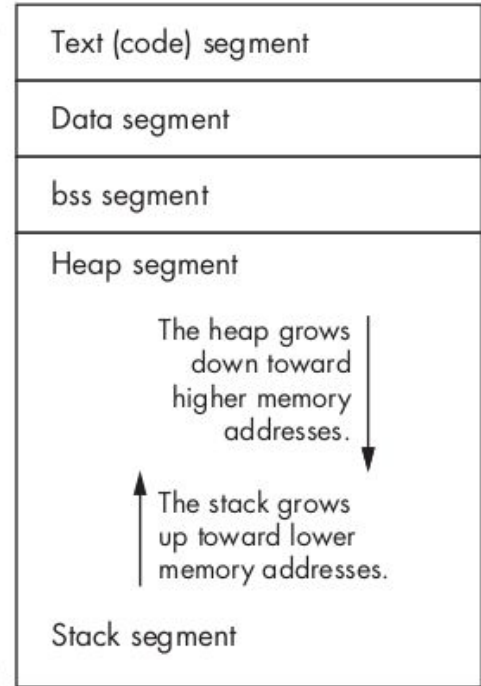 Text (code) segment
Data segment
bss segment
Heap segment
The heap grows
down toward
higher memory
addresses.
The stack grows
up toward lower
memory addresses.
Stack segment